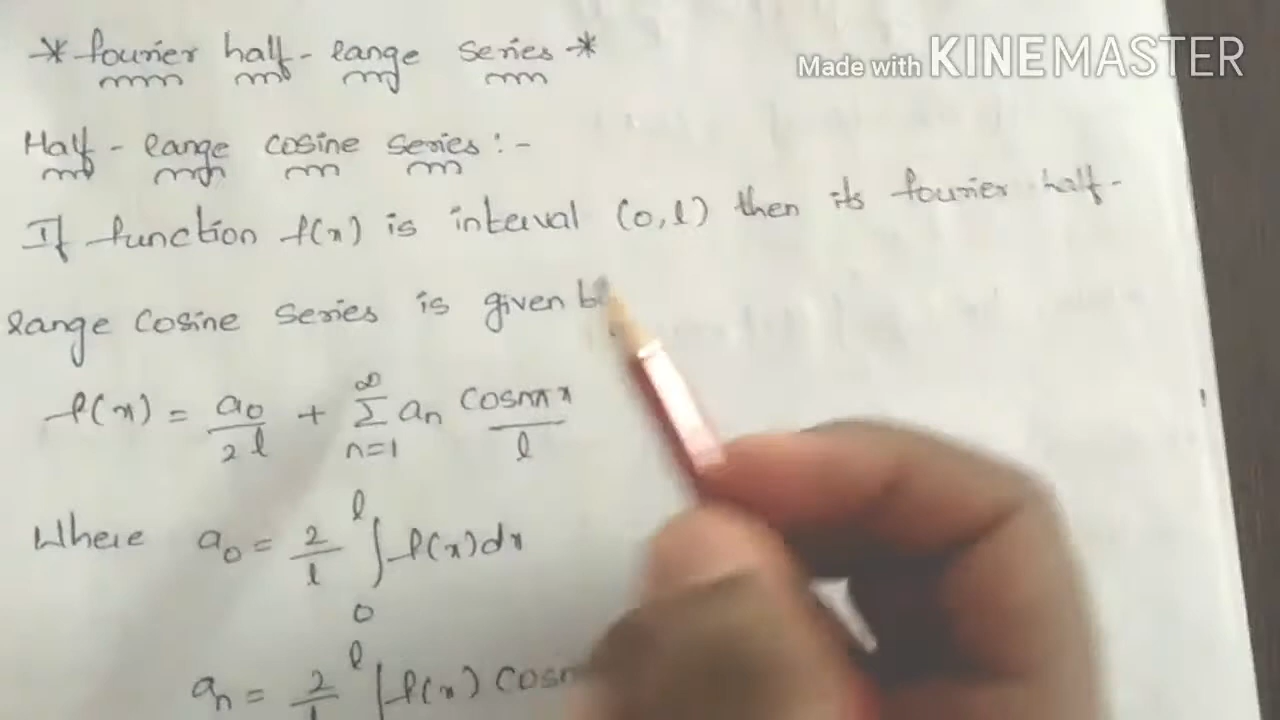 Made with KINEMASTER
* fourier half-range series *
Half-range cosine series :-
If function f(x) is interval (0,l) then its fourier half-
range cosine series is given
f(x) = a₀/2l + ∞Σn=1 aₙ cosnπx/l
Where a₀ = 2/l ∫₀ˡ f(x)dx
aₙ = 2/l ∫ˡ f(x)